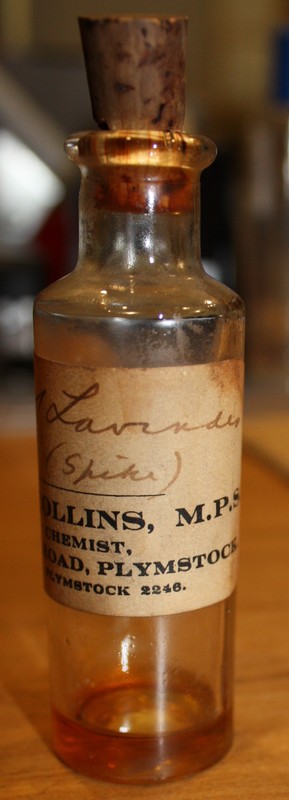 Lavender
(Spike)
OLLINS, M.P.S
CHEMIST,
ROAD, PLYMSTOCK.
PLYMSTOCK 2246.